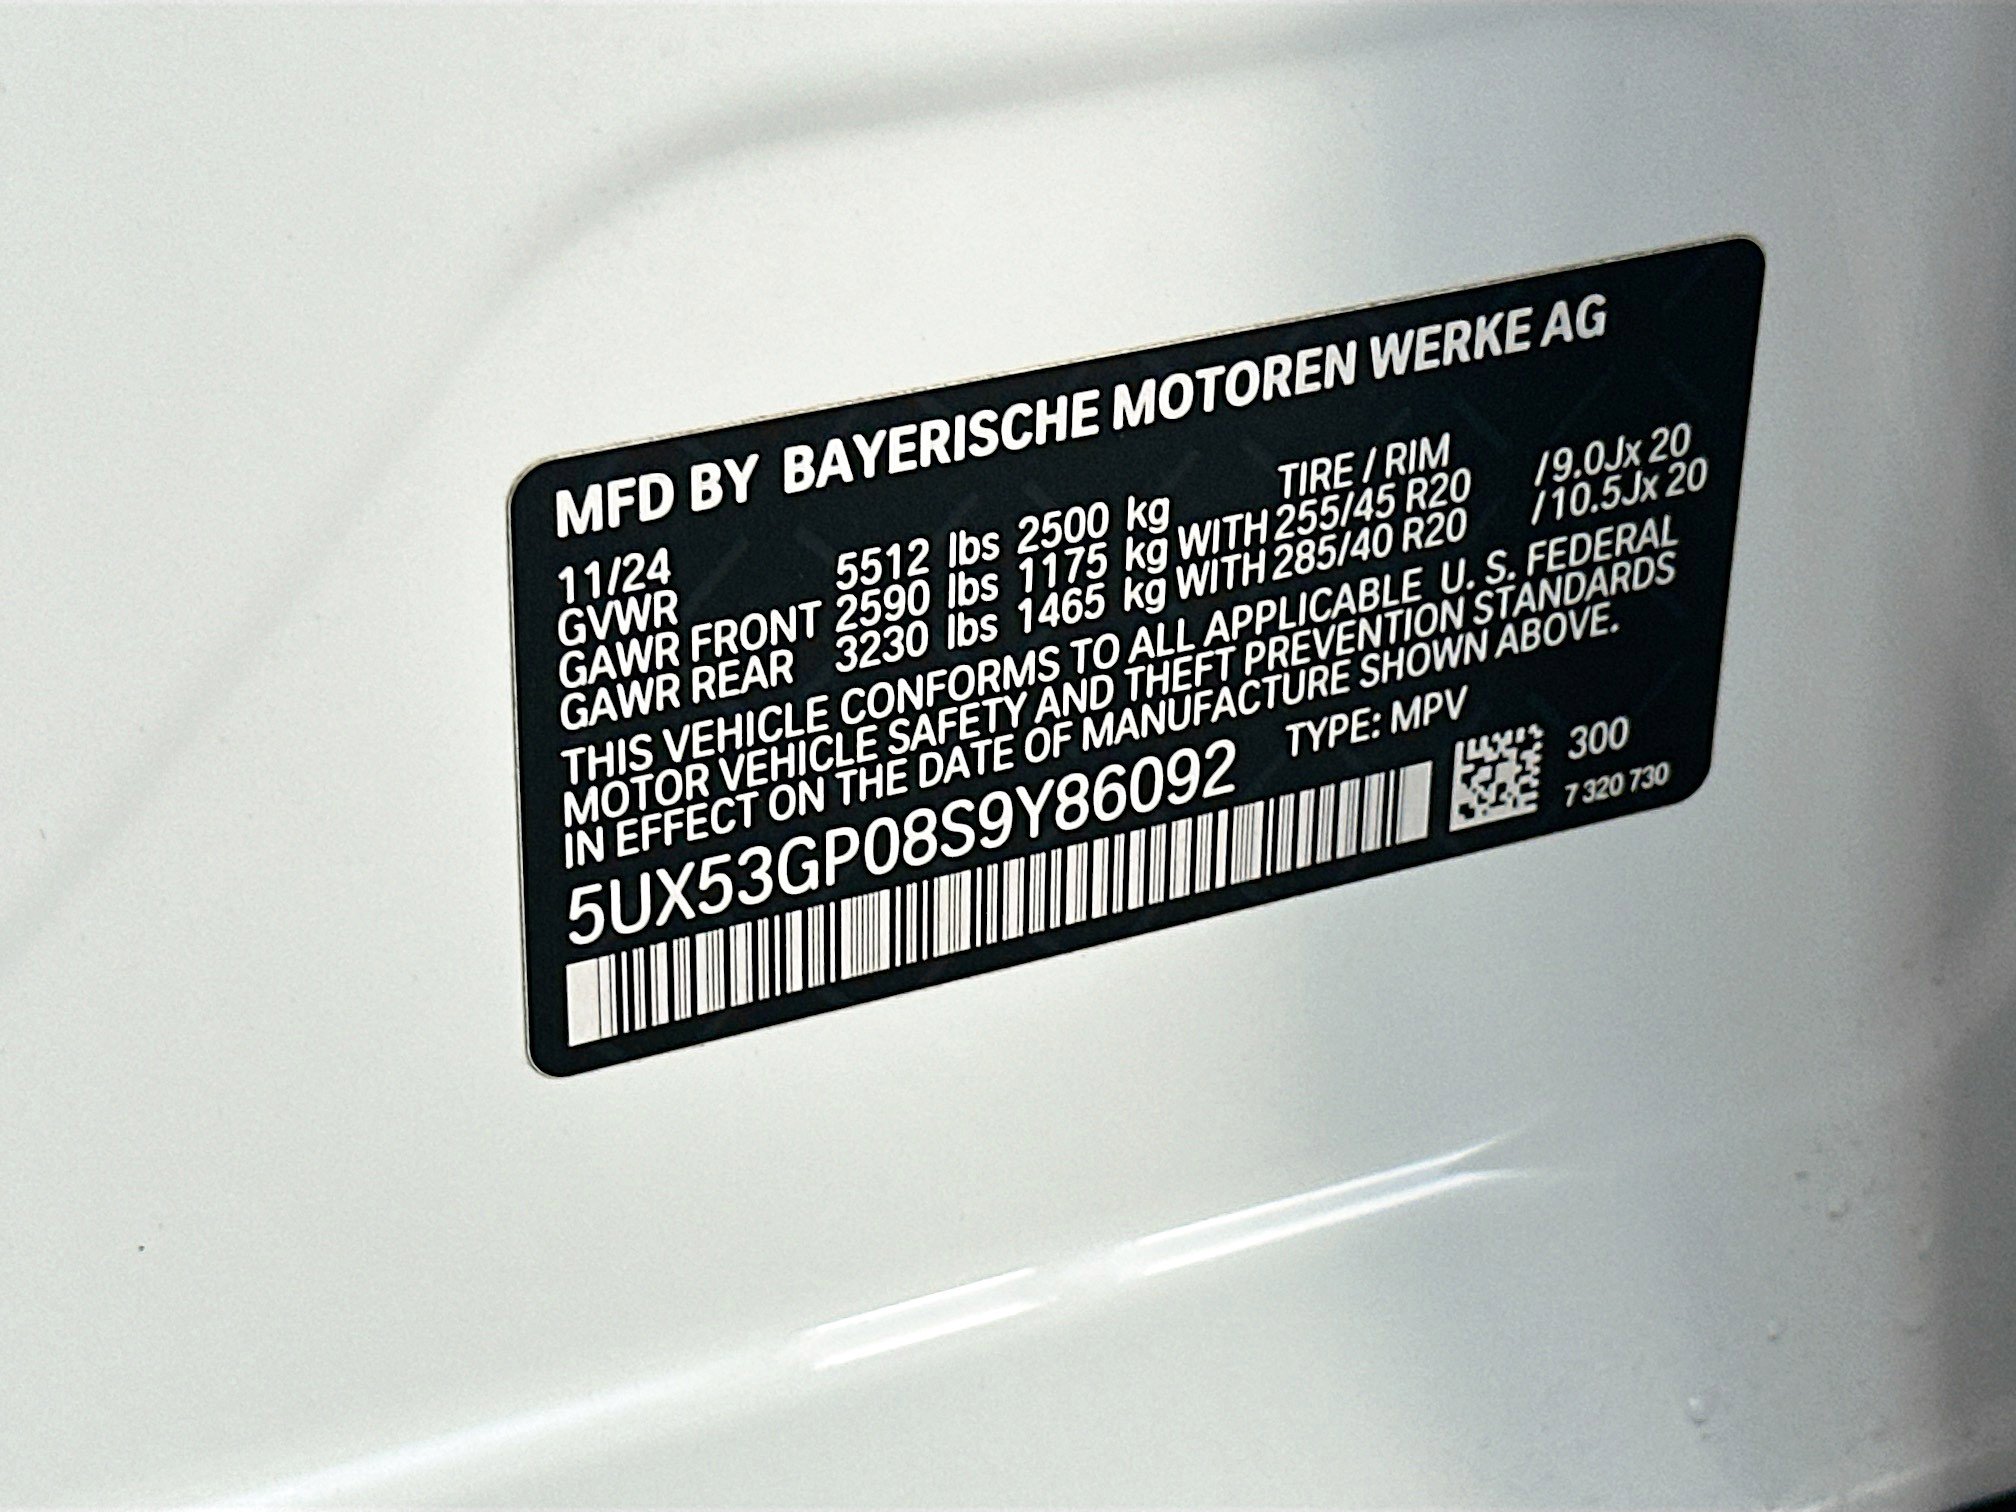 MFD BY BAYERISCHE MOTOREN WERKE AG
11/24
TIRE / RIM
GVWR 5512 lbs 2500 kg
GAWR FRONT 2590 lbs 1175 kg WITH 255/45 R20 /9.0Jx 20
GAWR REAR 3230 lbs 1465 kg WITH 285/40 R20 /10.5Jx 20
THIS VEHICLE CONFORMS TO ALL APPLICABLE U. S. FEDERAL
MOTOR VEHICLE SAFETY AND THEFT PREVENTION STANDARDS
IN EFFECT ON THE DATE OF MANUFACTURE SHOWN ABOVE.
5UX53GP08S9Y86092 TYPE: MPV
300
7 320 730